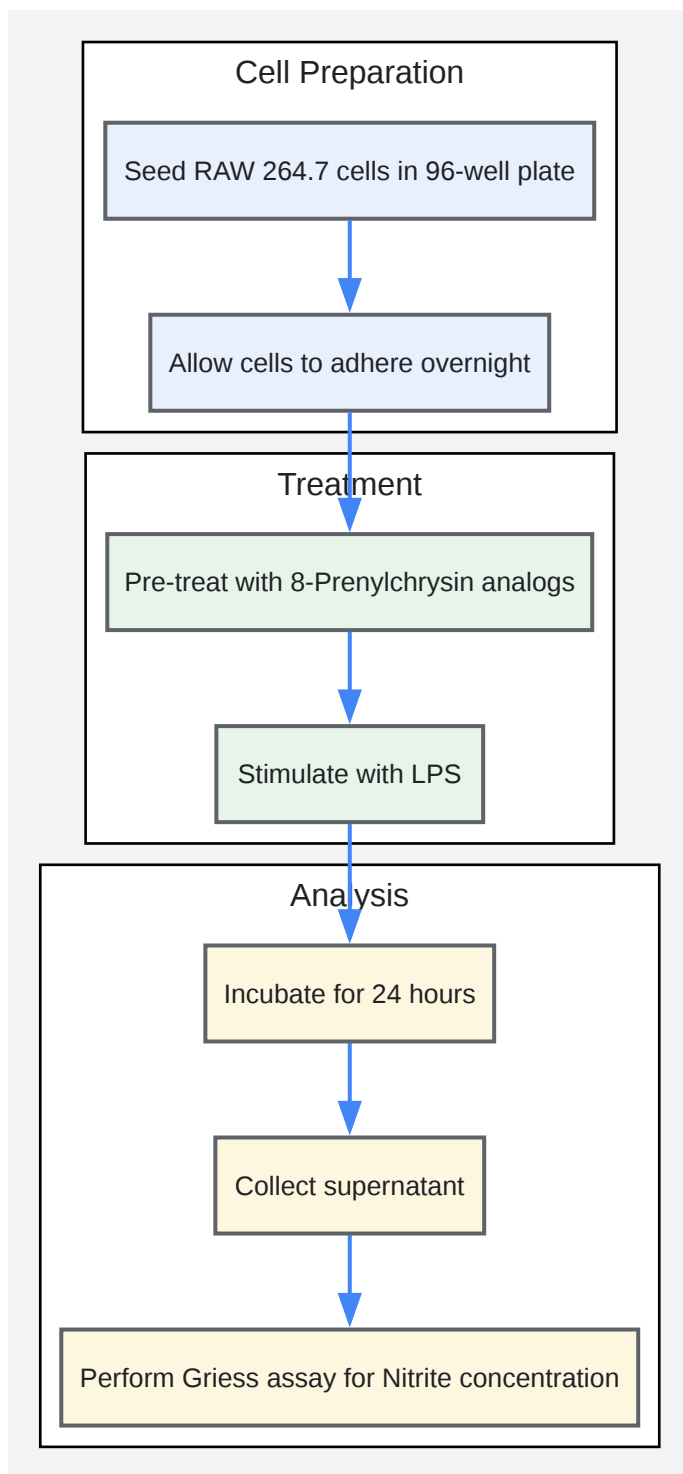 Cell Preparation
Seed RAW 264.7 cells in 96-well plate
Allow cells to adhere overnight
Treatment
Pre-treat with 8-Prenylchrysin analogs
Stimulate with LPS
Analysis
Incubate for 24 hours
Collect supernatant
Perform Griess assay for Nitrite concentration